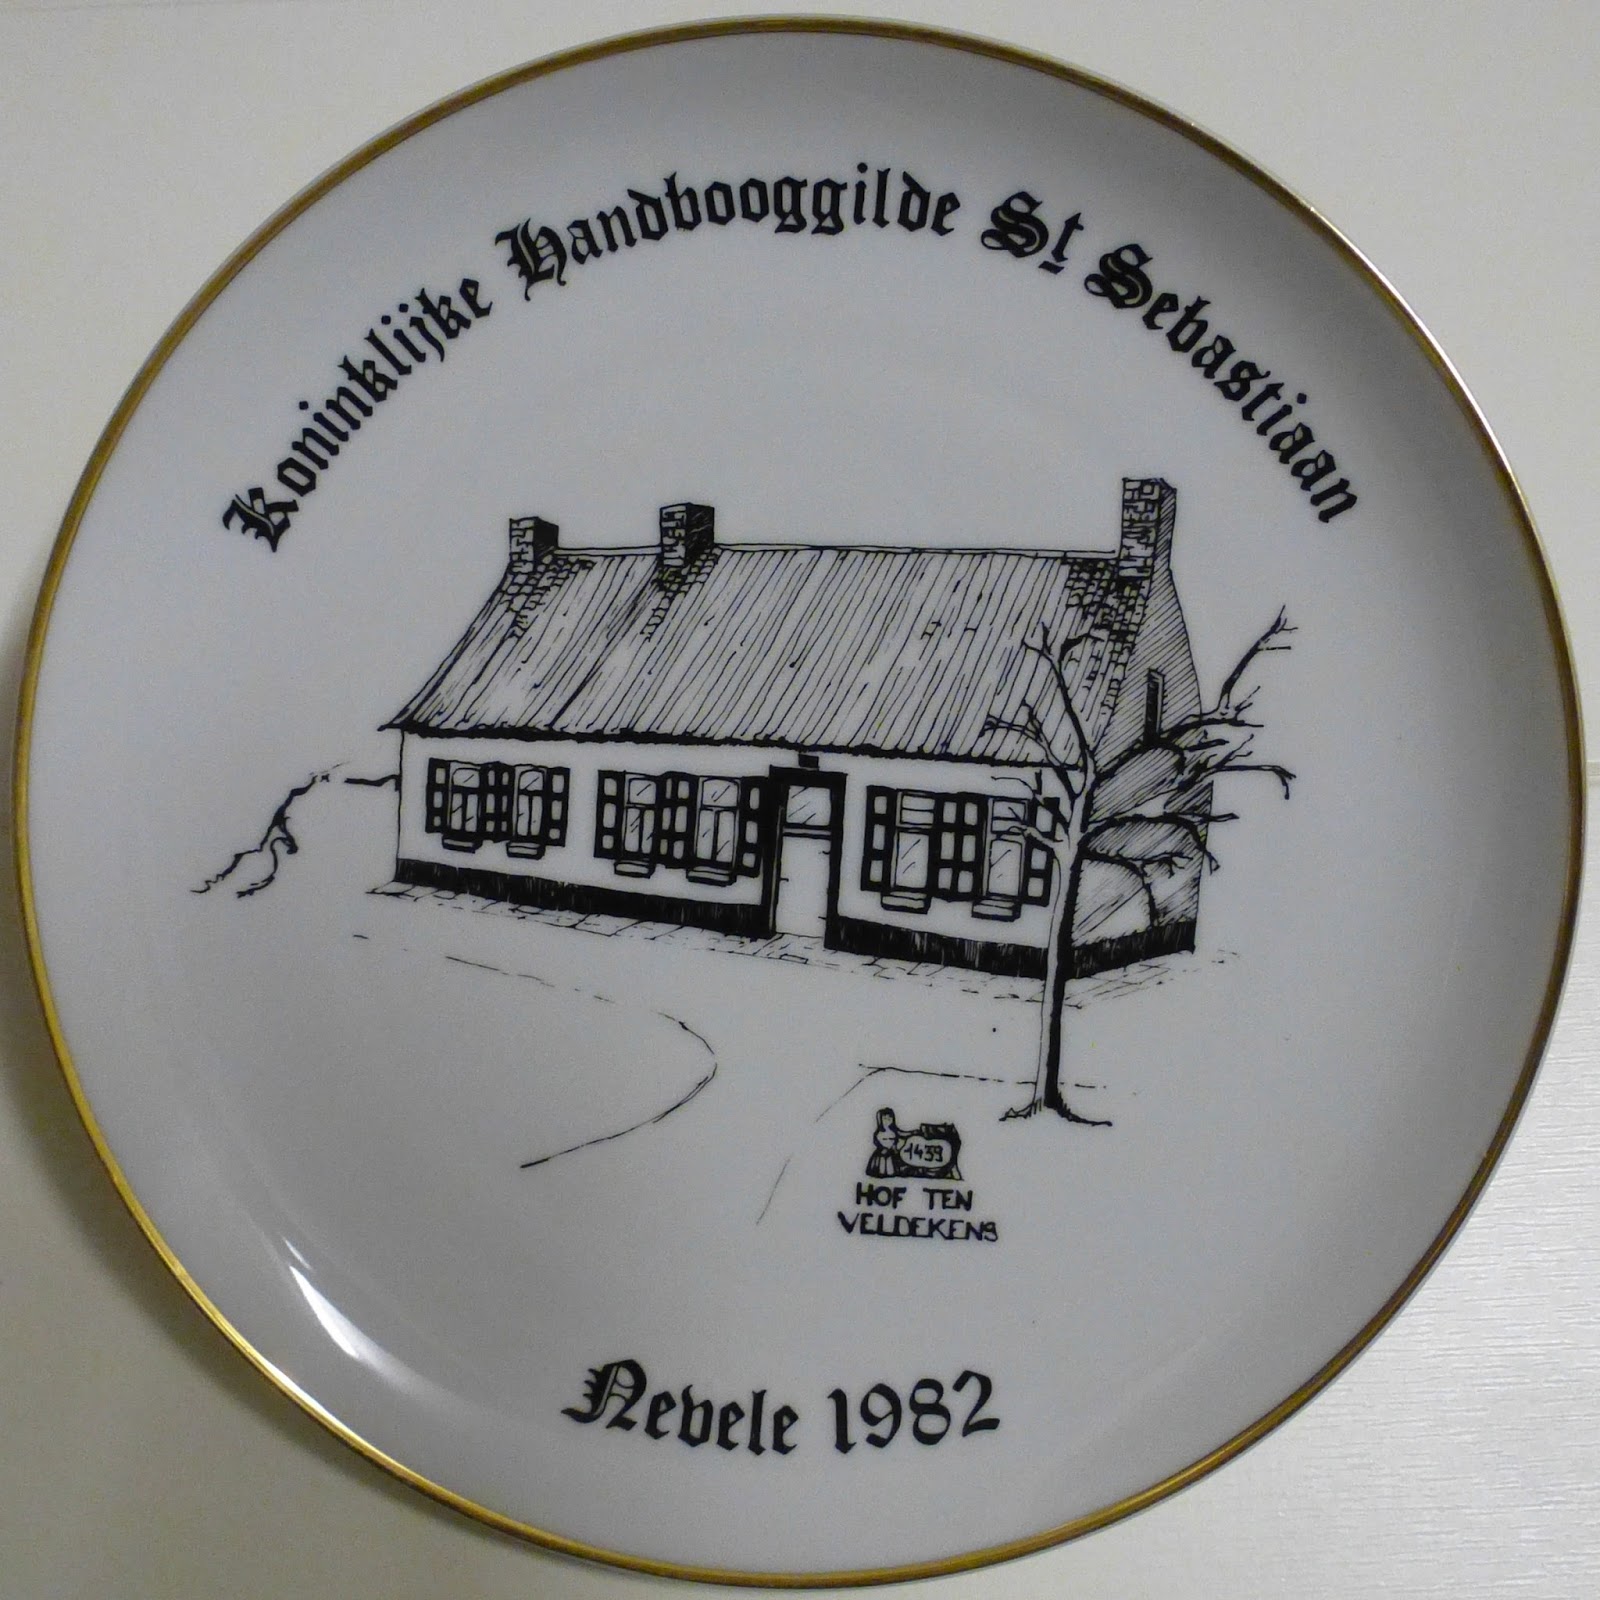 Koninklijke Handbooggilde St Sebastiaan
1439
HOF TEN
VELDEKENS
Nevele 1982